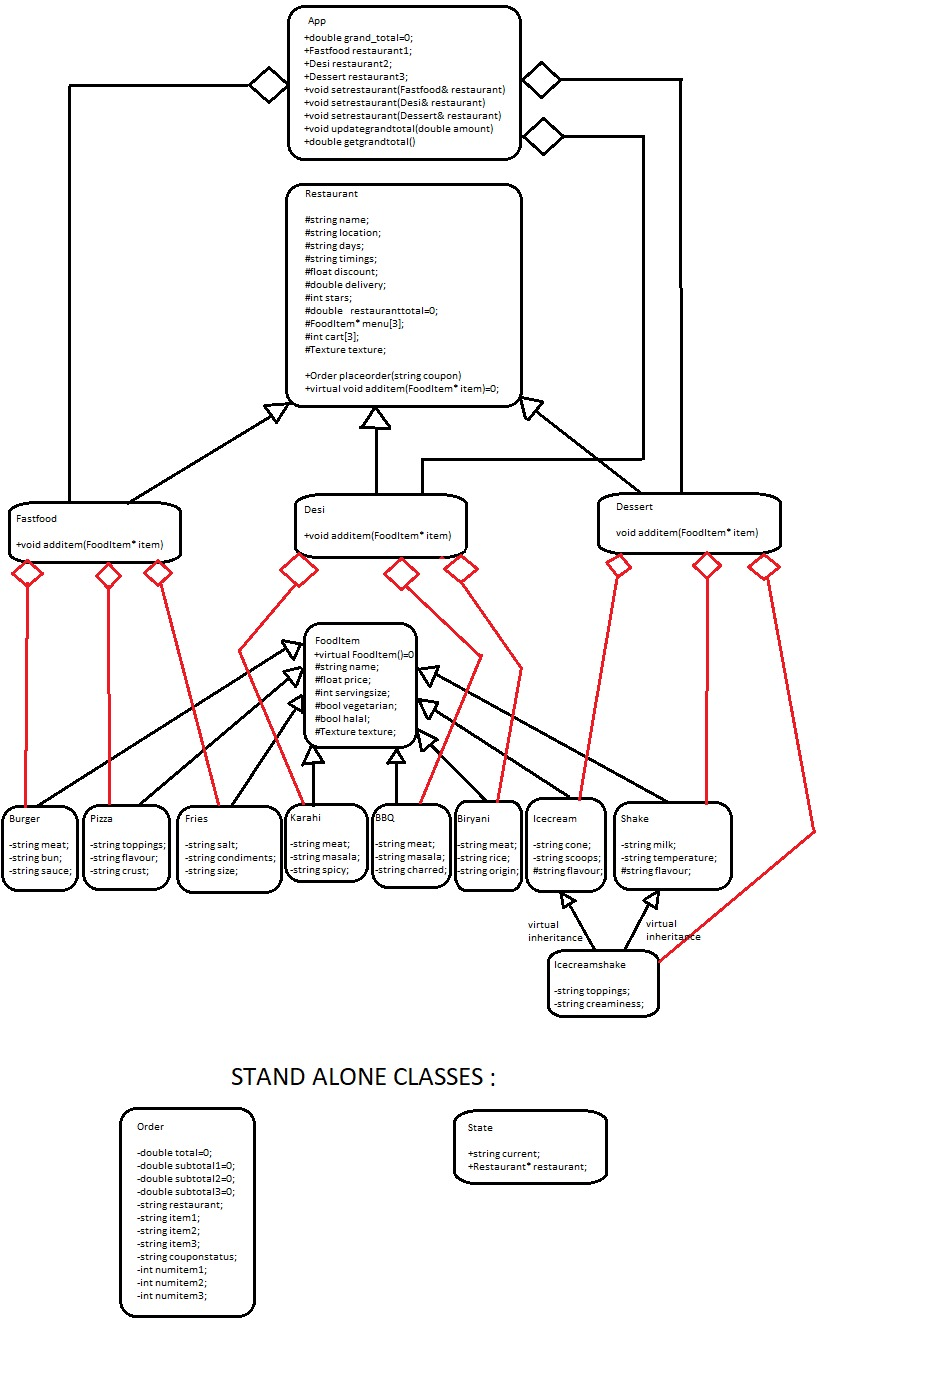 App
+double grand_total=0;
+Fastfood restaurant1;
+Desi restaurant2;
+Dessert restaurant3;
+void setrestaurant(Fastfood& restaurant)
+void setrestaurant(Desi& restaurant)
+void setrestaurant(Dessert& restaurant)
+void updategrandtotal(double amount)
+double getgrandtotal()
Restaurant
#string name;
#string location;
#string days;
#string timings;
#float discount;
#double delivery;
#int stars;
#double restauranttotal=0;
#FoodItem* menu[3];
#int cart[3];
#Texture texture;
+Order placeorder(string coupon)
+virtual void additem(FoodItem* item)=0;
Fastfood
+void additem(FoodItem* item)
Desi
+void additem(FoodItem* item)
Dessert
void additem(FoodItem* item)
FoodItem
+virtual FoodItem()=0
#string name;
#float price;
#int servingsize;
#bool vegetarian;
#bool halal;
#Texture texture;
Burger
-string meat;
-string bun;
-string sauce;
Pizza
-string toppings;
-string flavour;
-string crust;
Fries
-string salt;
-string condiments;
-string size;
Karahi
-string meat;
-string masala;
-string spicy;
BBQ
-string meat;
-string masala;
-string charred;
Biryani
-string meat;
-string rice;
-string origin;
Icecream
-string cone;
-string scoops;
#string flavour;
Shake
-string milk;
-string temperature;
#string flavour;
virtual
inheritance
virtual
inheritance
Icecreamshake
-string toppings;
-string creaminess;
STAND ALONE CLASSES :
Order
-double total=0;
-double subtotal1=0;
-double subtotal2=0;
-double subtotal3=0;
-string restaurant;
-string item1;
-string item2;
-string item3;
-string couponstatus;
-int numitem1;
-int numitem2;
-int numitem3;
State
+string current;
+Restaurant* restaurant;